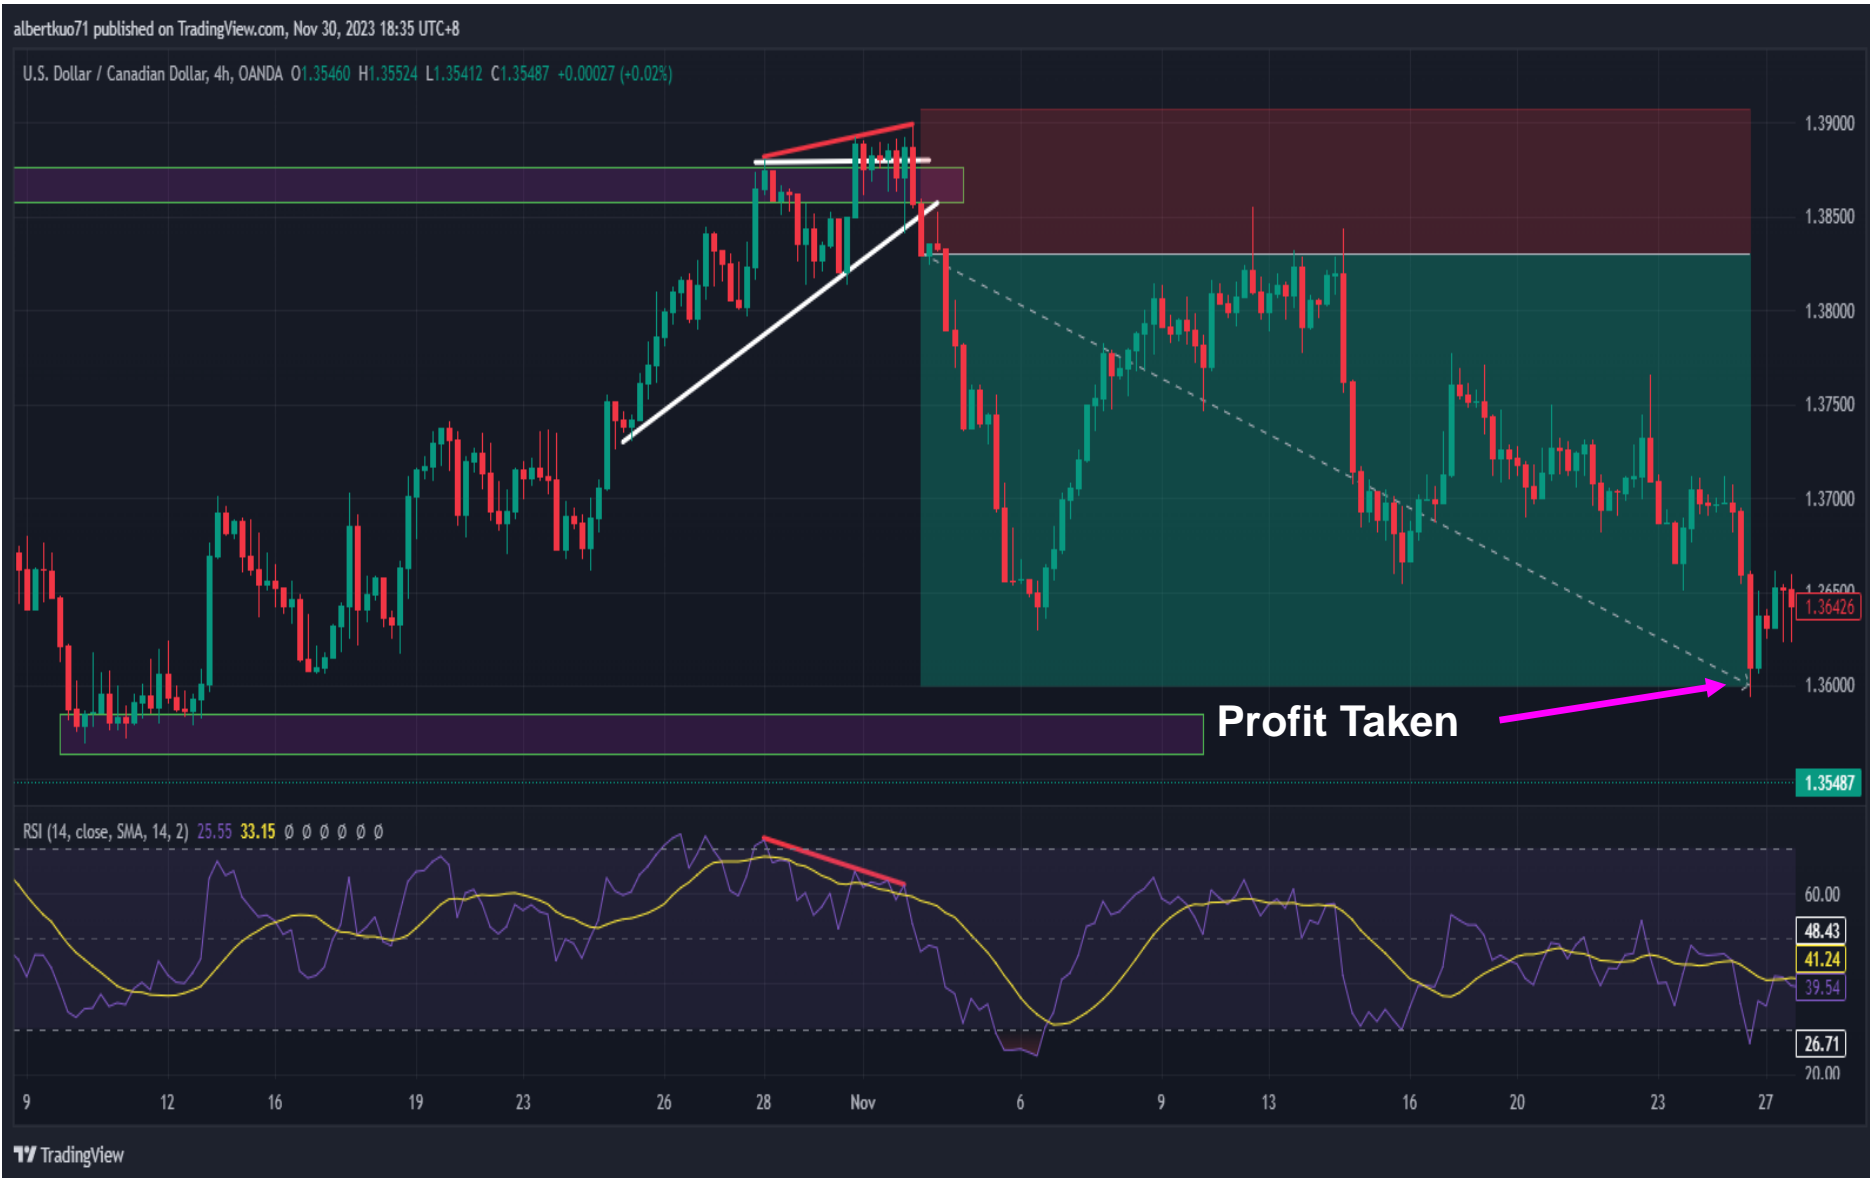 albertkuo71 published on TradingView.com, Nov 30, 2023 18:35 UTC+8
U.S. Dollar / Canadian Dollar, 4h, OANDA O1.35460 H1.35524 L1.35412 C1.35487 +0.00027 (+0.02%)
1.39000
1.38500
1.38000
1.37500
1.37000
1.36500
1.36426
1.36000
Profit Taken
1.35487
RSI (14, close, SMA, 14, 2) 25.55 33.15 Ø Ø Ø Ø Ø Ø
60.00
48.43
41.24
39.54
26.71
20.00
9 12 16 19 23 26 28 Nov 6 9 13 16 20 23 27
TradingView